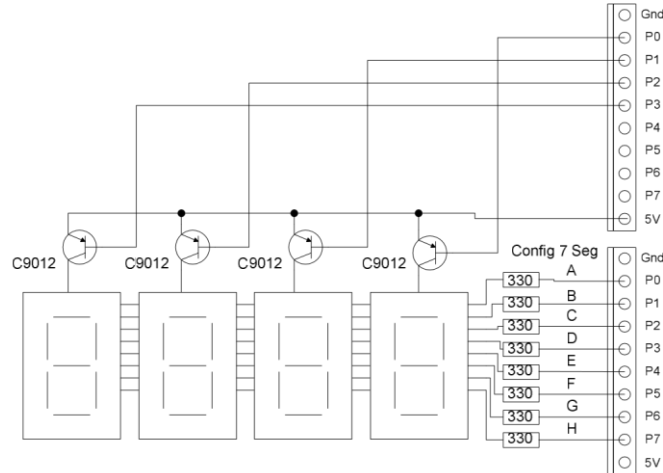 Gnd
P0
P1
P2
P3
P4
P5
P6
P7
5V
C9012 C9012 C9012 C9012
Config 7 Seg
Gnd
A
330 P0
B
330 P1
C
330 P2
D
330 P3
E
330 P4
F
330 P5
G
330 P6
H
330 P7
5V